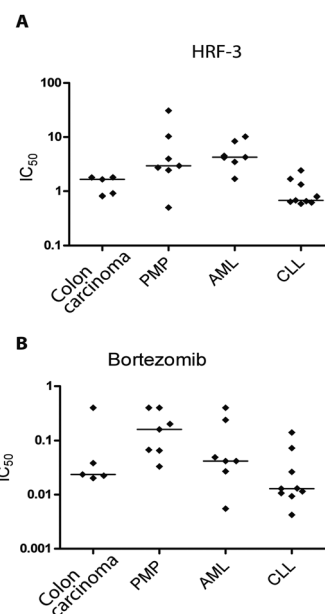 A
HRF-3
100
10
1
0.1
IC50
Colon
carcinoma
PMP
AML
CLL
B
Bortezomib
1
0.1
0.01
0.001
IC50
Colon
carcinoma
PMP
AML
CLL